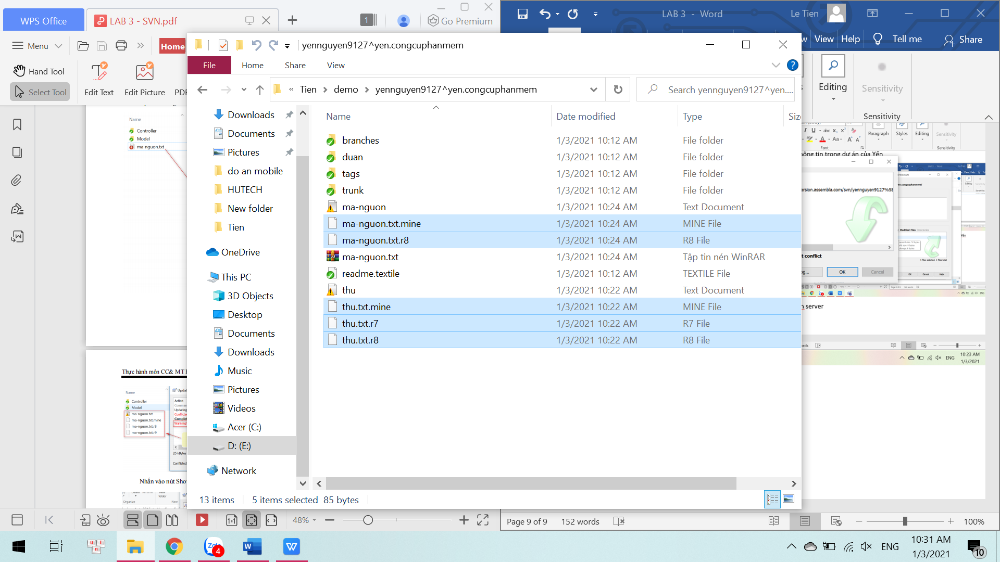 WPS Office
LAB 3 - SVN.pdf
1
Go Premium
LAB 3 - Word
Le Tien
Menu
Home
View
Help
Tell me
Share
Hand Tool
Select Tool
Edit Text
Edit Picture
PDF
Editing
Sensitivity
Sensitivity
yennguyen9127^yen.congcuphanmem
File
Home
Share
View
« Tien > demo > yennguyen9127^yen.congcuphanmem
Search yennguyen9127^yen....
Name
Date modified
Type
Downloads
Documents
Pictures
do an mobile
HUTECH
New folder
Tien
OneDrive
This PC
3D Objects
Desktop
Documents
Downloads
Music
Pictures
Videos
Acer (C:)
D: (E:)
Network
branches 1/3/2021 10:12 AM File folder
duan 1/3/2021 10:12 AM File folder
tags 1/3/2021 10:12 AM File folder
trunk 1/3/2021 10:12 AM File folder
ma-nguon 1/3/2021 10:24 AM Text Document
ma-nguon.txt.mine 1/3/2021 10:24 AM MINE File
ma-nguon.txt.r8 1/3/2021 10:24 AM R8 File
ma-nguon.txt 1/3/2021 10:24 AM Tập tin nén WinRAR
readme.textile 1/3/2021 10:12 AM TEXTILE File
thu 1/3/2021 10:22 AM Text Document
thu.txt.mine 1/3/2021 10:22 AM MINE File
thu.txt.r7 1/3/2021 10:22 AM R7 File
thu.txt.r8 1/3/2021 10:22 AM R8 File
13 items
5 items selected 85 bytes
Name
Controller
Model
ma-nguon.txt
Thực hành môn CC& MT
Name
Controller
Model
ma-nguon.txt
ma-nguon.txt.mine
ma-nguon.txt.r8
ma-nguon.txt.r9
Action
Updating
Conflicted
25 kBytes
Conflicted
Nhấn vào nút
Organize
New
Paragraph
Styles
Editing
Sensitivity
Font
Sensitivity
tin trong dự án của Yến
conflict
OK
Cancel
server
ENG
10:23 AM
1/3/2021
48%
Page 9 of 9
152 words
100%
4
ENG
10:31 AM
1/3/2021
10